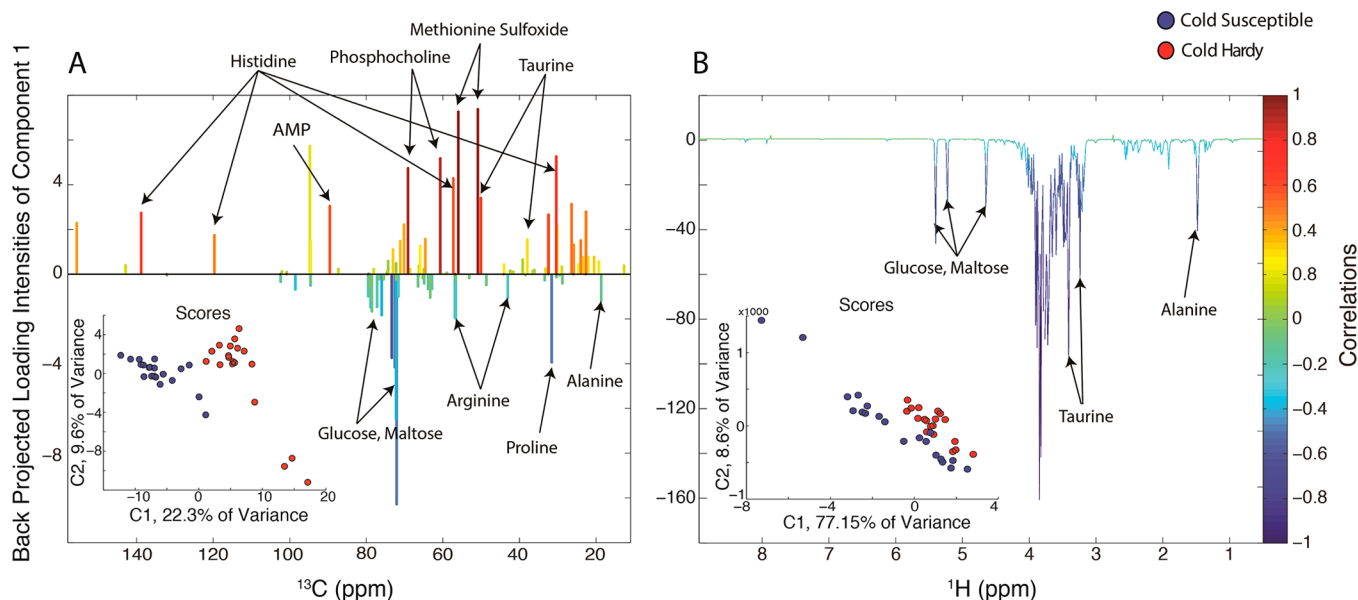 Cold Susceptible
Cold Hardy
A
B
Back Projected Loading Intensities of Component 1
Methionine Sulfoxide
Phosphocholine
Histidine
Taurine
AMP
4
0
−4
−8
Glucose, Maltose
Arginine
Proline
Alanine
Scores
C2, 9.6% of Variance
4
0
−4
−8
−10
0
10
20
C1, 22.3% of Variance
140
120
100
80
60
40
20
13C (ppm)
0
−40
−80
−120
−160
Glucose, Maltose
Alanine
Taurine
Scores
x1000
C2, 8.6% of Variance
1
0
−1
−8
−4
0
4
C1, 77.15% of Variance
8
7
6
5
4
3
2
1
1H (ppm)
1
0.8
0.6
0.4
0.2
0
−0.2
−0.4
−0.6
−0.8
−1
Correlations